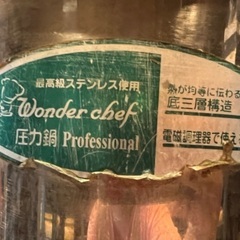 最高級ステンレス使用
Wonder chef
圧力鍋 Professional
熱が均等に伝わる
底三層構造
電磁調理器で使え